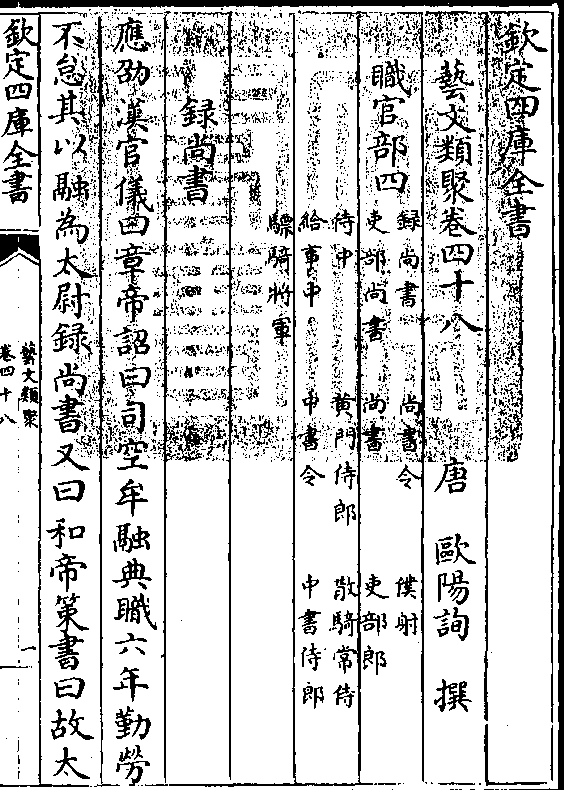 欽定四庫全書
藝文類聚卷四十八
唐 歐陽詢 撰
職官部四
録尚書 尚書令 僕射
吏部尚書 尚書 吏部郎
侍中 黄門侍郎 散騎常侍
給事中 中書令 中書侍郎
驃騎將軍
録尚書
應劭漢官儀曰章帝詔曰司空牟融典職六年勤勞
不怠其以融為太尉録尚書又曰和帝策書曰故太
欽定四庫全書
藝文類聚
卷四十八
一